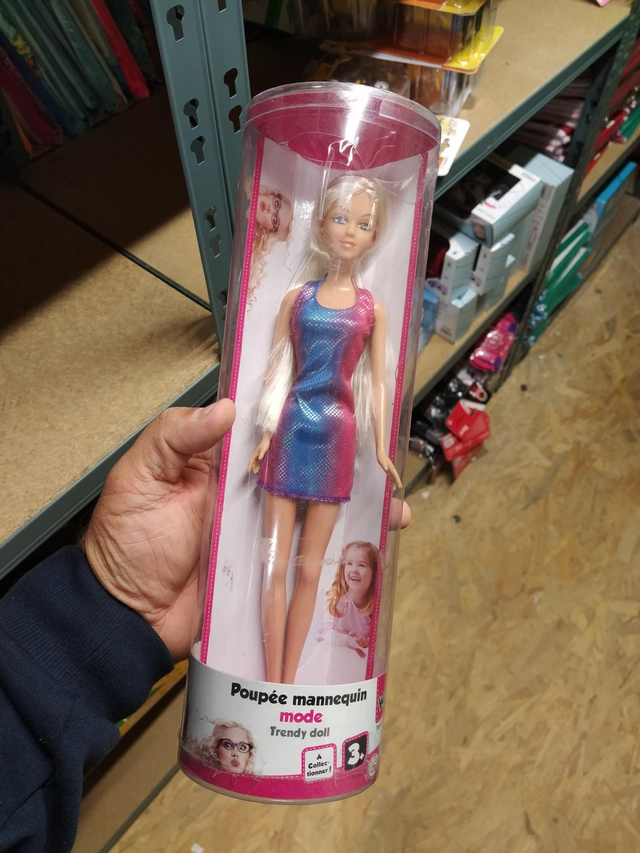 Poupée mannequin
mode
Trendy doll
À
Collec-
tionner !
3+